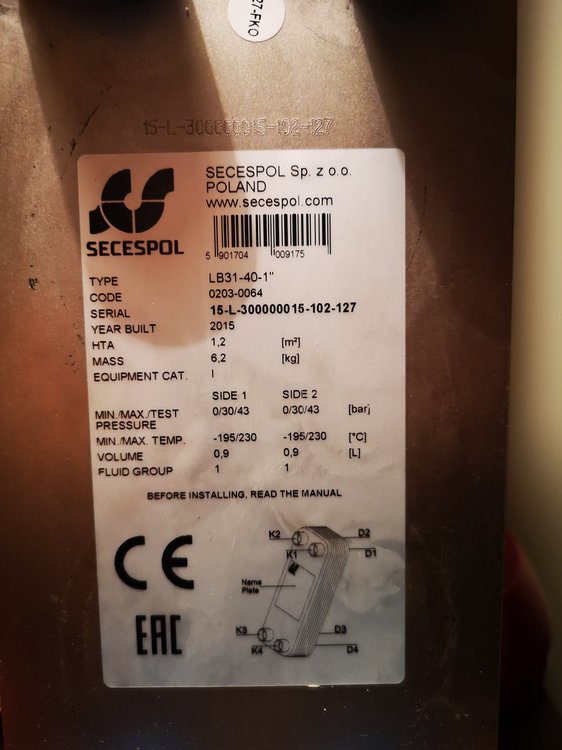 27-FKO
15-L-300000015-102-127
SECESPOL Sp. z o.o.
POLAND
www.secespol.com
SECESPOL
5 901704 009175
TYPE LB31-40-1"
CODE 0203-0064
SERIAL 15-L-300000015-102-127
YEAR BUILT 2015
HTA 1,2 [m²]
MASS 6,2 [kg]
EQUIPMENT CAT. I
SIDE 1 SIDE 2
MIN./MAX./TEST 0/30/43 0/30/43 [bar]
PRESSURE
MIN./MAX. TEMP. -195/230 -195/230 [°C]
VOLUME 0,9 0,9 [L]
FLUID GROUP 1 1
BEFORE INSTALLING, READ THE MANUAL
CE
EAC
K2 D2
K1 D1
Name
Plate
K3 D3
K4 D4